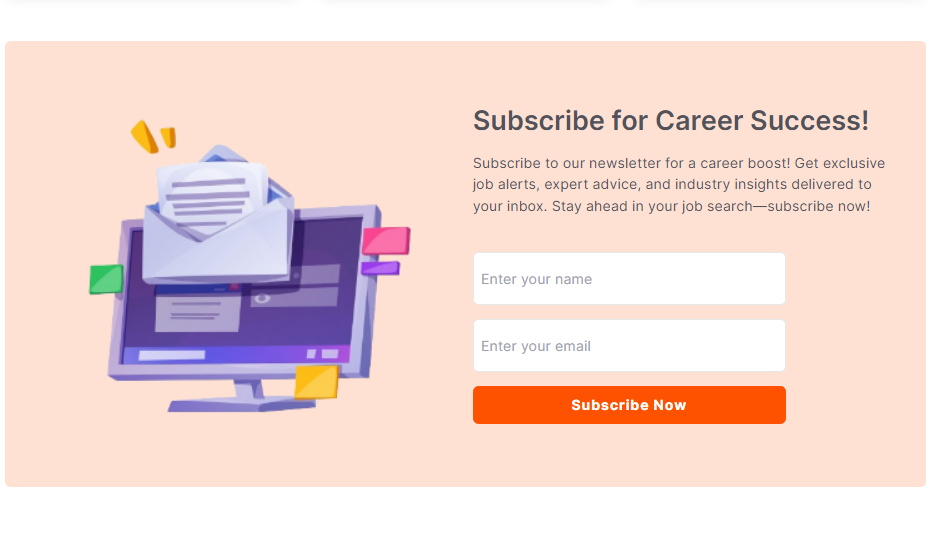 Subscribe for Career Success!
Subscribe to our newsletter for a career boost! Get exclusive
job alerts, expert advice, and industry insights delivered to
your inbox. Stay ahead in your job search—subscribe now!
Enter your name
Enter your email
Subscribe Now